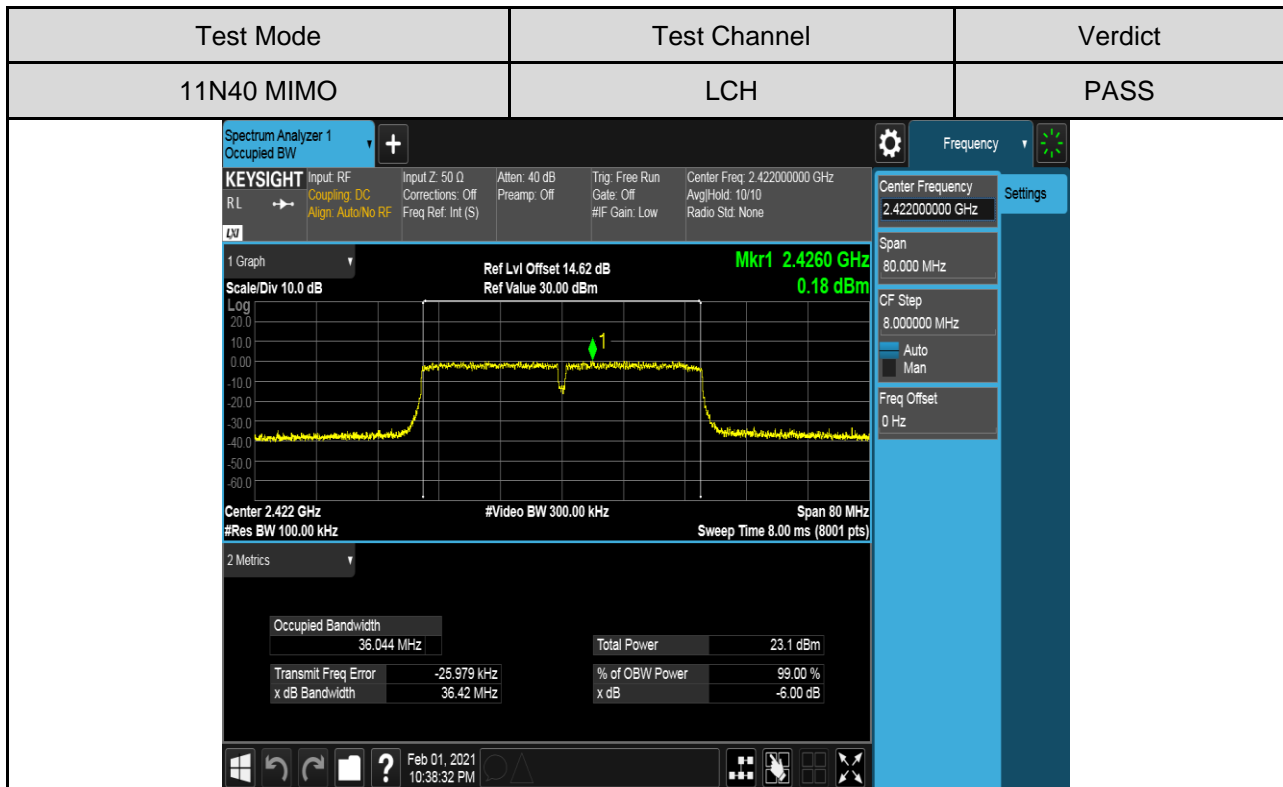 Test Mode Test Channel Verdict
11N40 MIMO LCH PASS
Spectrum Analyzer 1
Occupied BW
+
Frequency
KEYSIGHT Input: RF Input Z: 50 Ω Atten: 40 dB Trig: Free Run Center Freq: 2.422000000 GHz
RL Coupling: DC Corrections: Off Preamp: Off Gate: Off Avg|Hold: 10/10
Align: Auto/No RF Freq Ref: Int (S) #IF Gain: Low Radio Std: None
LXI
Center Frequency
2.422000000 GHz
Settings
Span
80.000 MHz
CF Step
8.000000 MHz
Auto
Man
Freq Offset
0 Hz
1 Graph Ref Lvl Offset 14.62 dB Mkr1 2.4260 GHz
Scale/Div 10.0 dB Ref Value 30.00 dBm 0.18 dBm
Log
20.0
10.0
1
0.00
-10.0
-20.0
-30.0
-40.0
-50.0
-60.0
Center 2.422 GHz #Video BW 300.00 kHz Span 80 MHz
#Res BW 100.00 kHz Sweep Time 8.00 ms (8001 pts)
2 Metrics
Occupied Bandwidth
36.044 MHz Total Power 23.1 dBm
Transmit Freq Error -25.979 kHz % of OBW Power 99.00 %
x dB Bandwidth 36.42 MHz x dB -6.00 dB
? Feb 01, 2021
10:38:32 PM